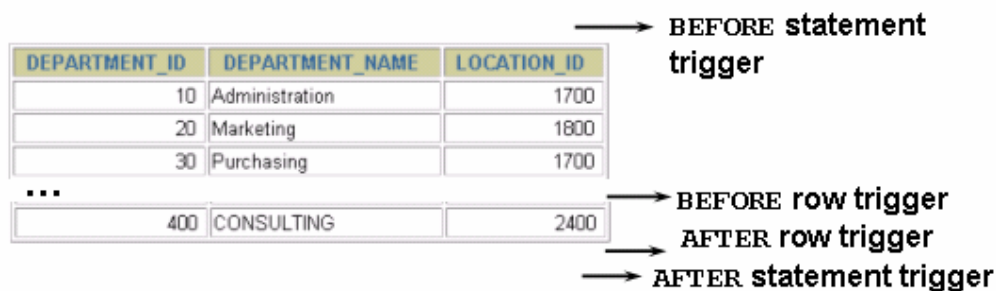 BEFORE statement
trigger
DEPARTMENT_ID DEPARTMENT_NAME LOCATION_ID
10 Administration 1700
20 Marketing 1800
30 Purchasing 1700
...
BEFORE row trigger
400 CONSULTING 2400
AFTER row trigger
AFTER statement trigger